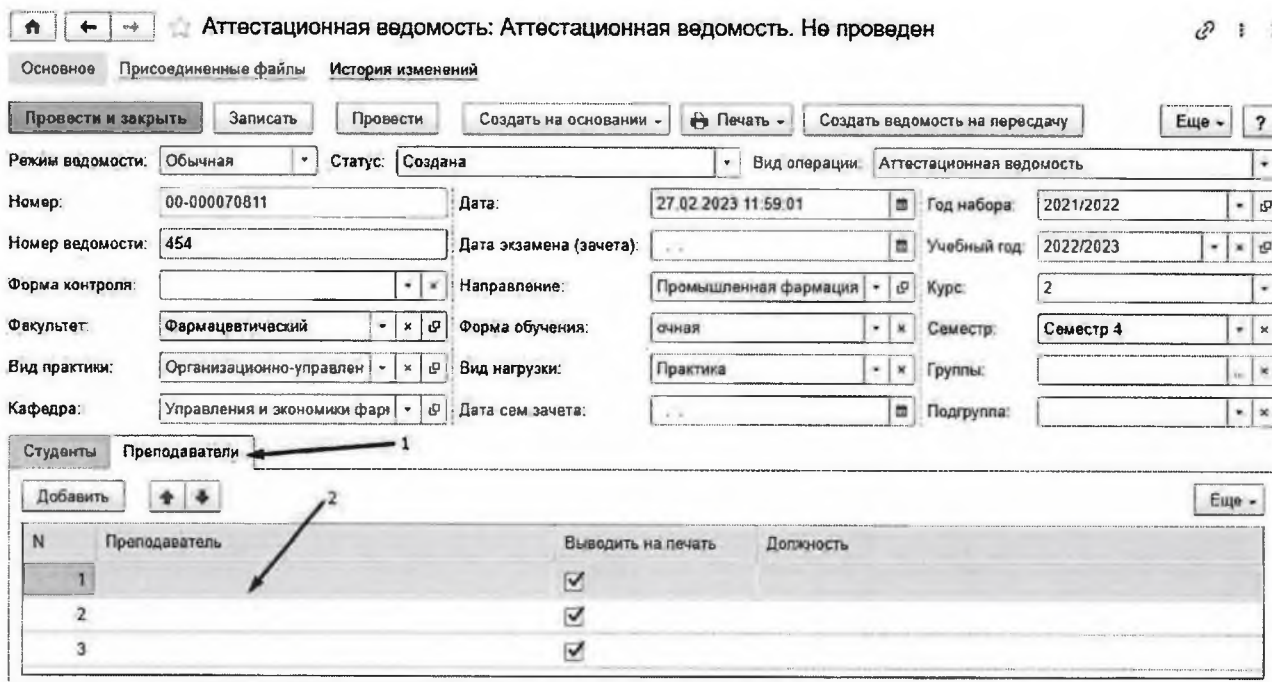 Аттестационная ведомость: Аттестационная ведомость. Не проведен
Основное Присоединенные файлы История изменений
Провести и закрыть Записать Провести Создать на основании Печать Создать ведомость на пересдачу Еще ?
Режим ведомости: Обычная Статус: Создана Вид операции: Аттестационная ведомость
Номер: 00-000070811 Дата: 27.02.2023 11:59:01 Год набора: 2021/2022
Номер ведомости: 454 Дата экзамена (зачета): . . Учебный год: 2022/2023
Форма контроля: Направление: Промышленная фармация Курс: 2
Факультет: Фармацевтический Форма обучения: очная Семестр: Семестр 4
Вид практики: Организационно-управлен Вид нагрузки: Практика Группы: ...
Кафедра: Управления и экономики фарм Дата сем зачета: . . Подгруппа:
Студенты Преподаватели 1
Добавить 2 Еще
N Преподаватель Выводить на печать Должность
1
2
3